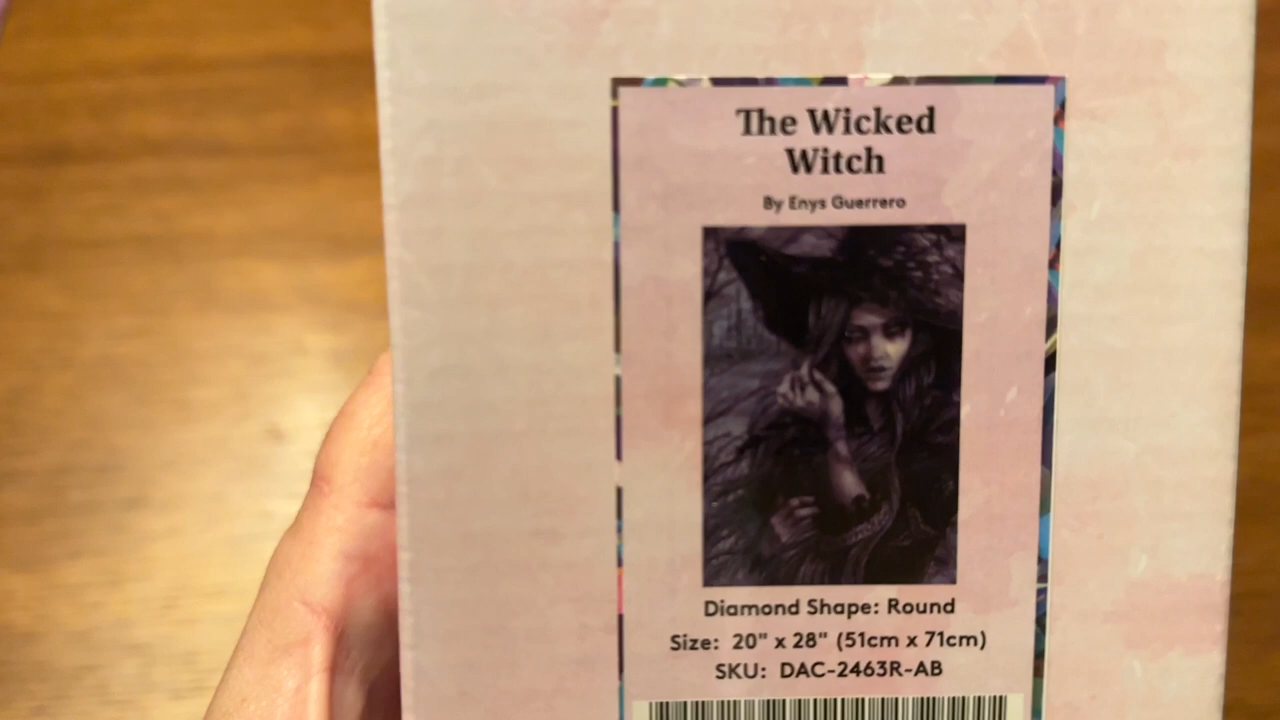 The Wicked
Witch
By Enys Guerrero
Diamond Shape: Round
Size: 20" x 28" (51cm x 71cm)
SKU: DAC-2463R-AB